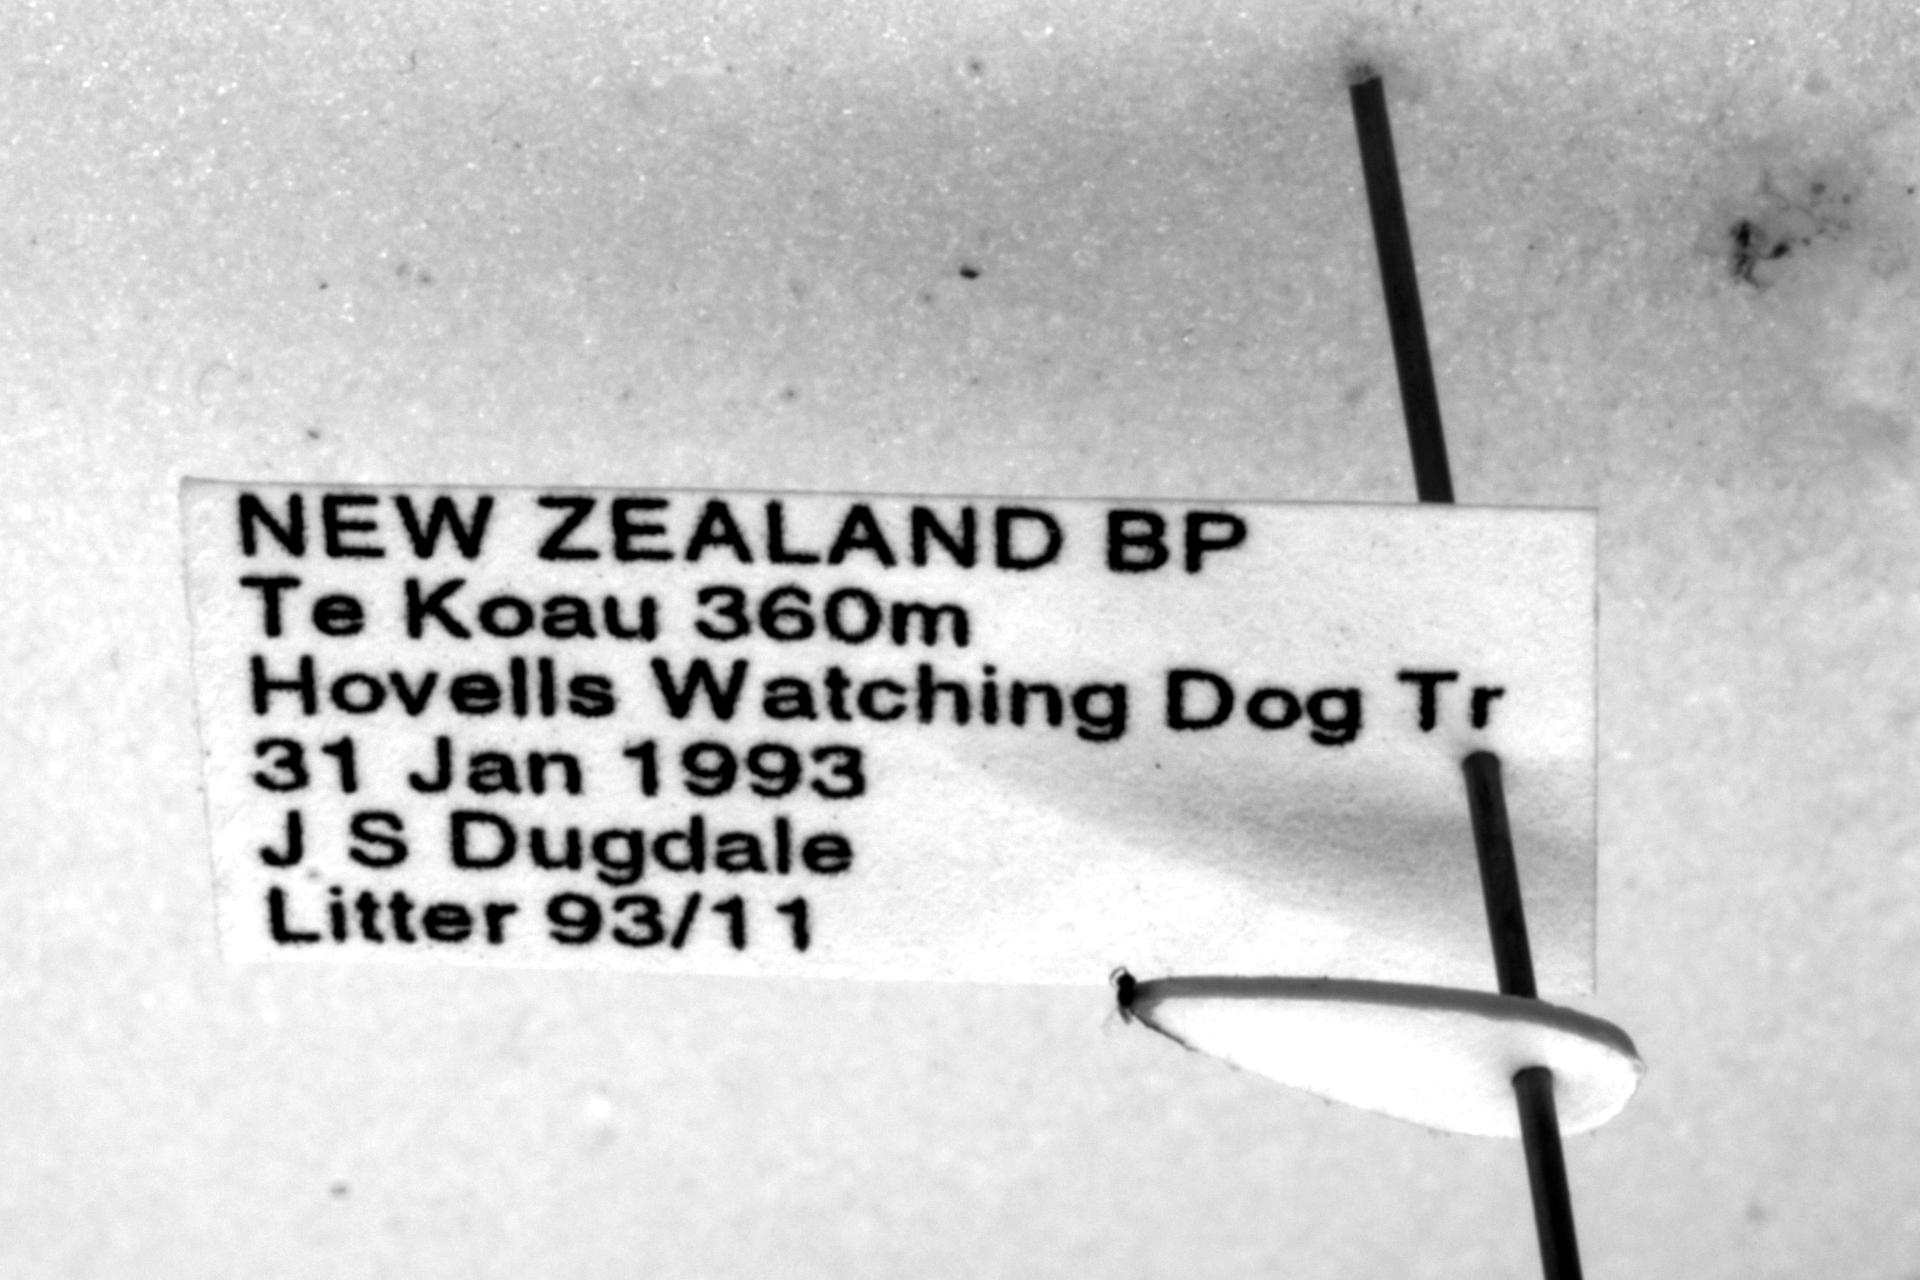 NEW ZEALAND BP
Te Koau 360m
Hovells Watching Dog Tr
31 Jan 1993
J S Dugdale
Litter 93/11